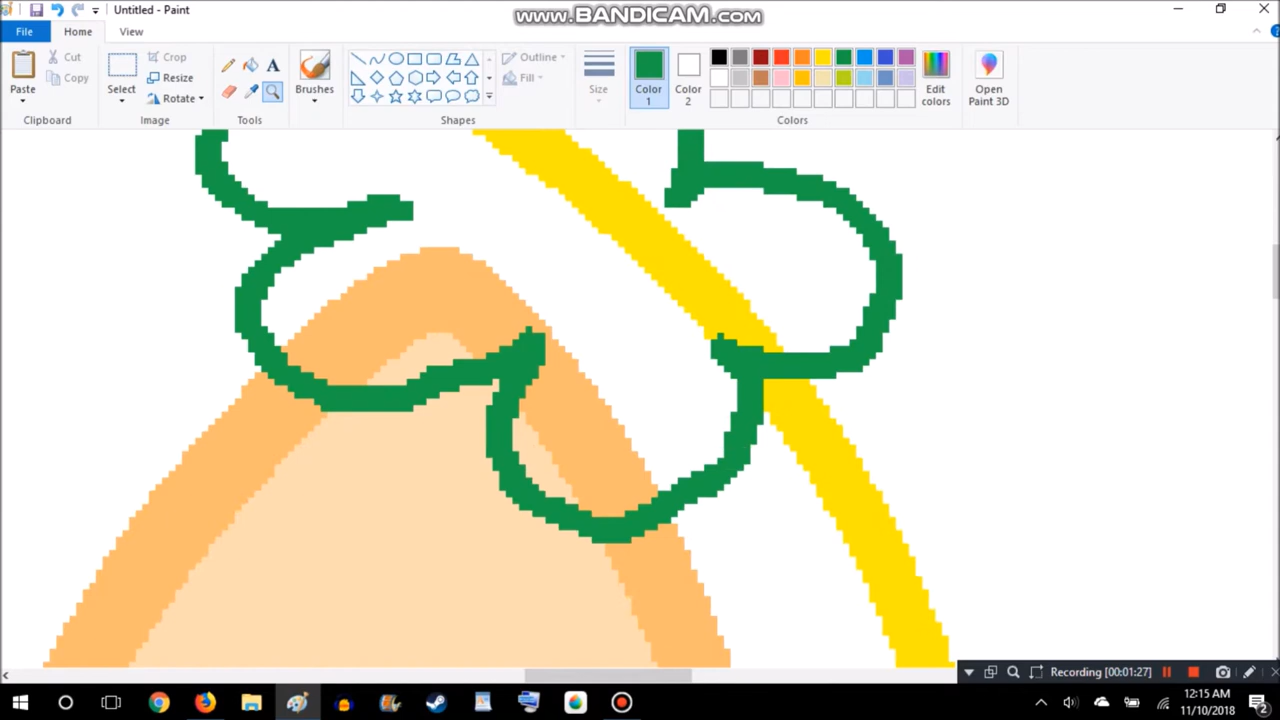 Untitled - Paint
www.BANDICAM.com
File
Home
View
Paste
Cut
Copy
Clipboard
Select
Crop
Resize
Rotate
Image
A
Tools
Brushes
Outline
Fill
Shapes
Size
Color
1
Color
2
Edit
colors
Colors
Open
Paint 3D
Recording [00:01:27]
12:15 AM
11/10/2018
2